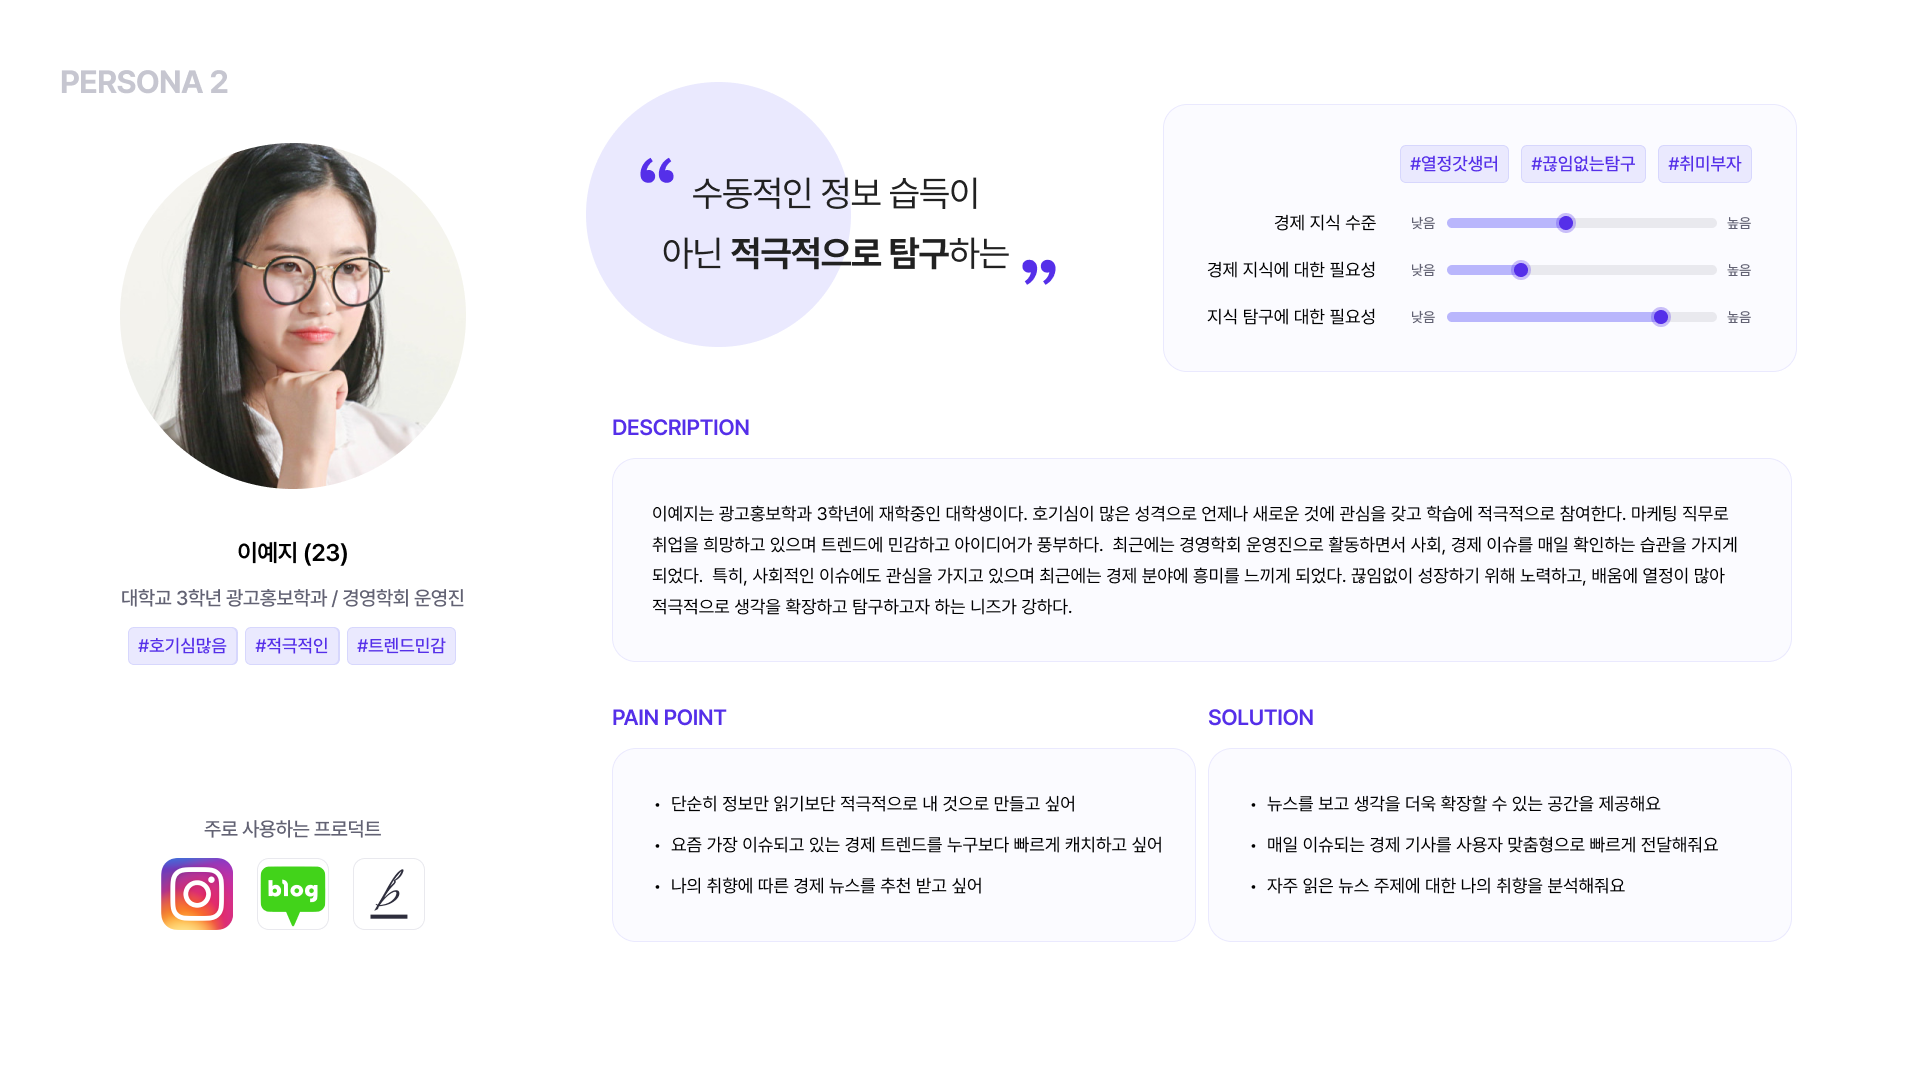 PERSONA 2
이예지 (23)
대학교 3학년 광고홍보학과 / 경영학회 운영진
#호기심많음 #적극적인 #트렌드민감
주로 사용하는 프로덕트
blog
b
“ 수동적인 정보 습득이
아닌 적극적으로 탐구하는 ”
#열정갓생러 #끊임없는탐구 #취미부자
경제 지식 수준 낮음 높음
경제 지식에 대한 필요성 낮음 높음
지식 탐구에 대한 필요성 낮음 높음
DESCRIPTION
이예지는 광고홍보학과 3학년에 재학중인 대학생이다. 호기심이 많은 성격으로 언제나 새로운 것에 관심을 갖고 학습에 적극적으로 참여한다. 마케팅 직무로
취업을 희망하고 있으며 트렌드에 민감하고 아이디어가 풍부하다. 최근에는 경영학회 운영진으로 활동하면서 사회, 경제 이슈를 매일 확인하는 습관을 가지게
되었다. 특히, 사회적인 이슈에도 관심을 가지고 있으며 최근에는 경제 분야에 흥미를 느끼게 되었다. 끊임없이 성장하기 위해 노력하고, 배움에 열정이 많아
적극적으로 생각을 확장하고 탐구하고자 하는 니즈가 강하다.
PAIN POINT
• 단순히 정보만 읽기보단 적극적으로 내 것으로 만들고 싶어
• 요즘 가장 이슈되고 있는 경제 트렌드를 누구보다 빠르게 캐치하고 싶어
• 나의 취향에 따른 경제 뉴스를 추천 받고 싶어
SOLUTION
• 뉴스를 보고 생각을 더욱 확장할 수 있는 공간을 제공해요
• 매일 이슈되는 경제 기사를 사용자 맞춤형으로 빠르게 전달해줘요
• 자주 읽은 뉴스 주제에 대한 나의 취향을 분석해줘요